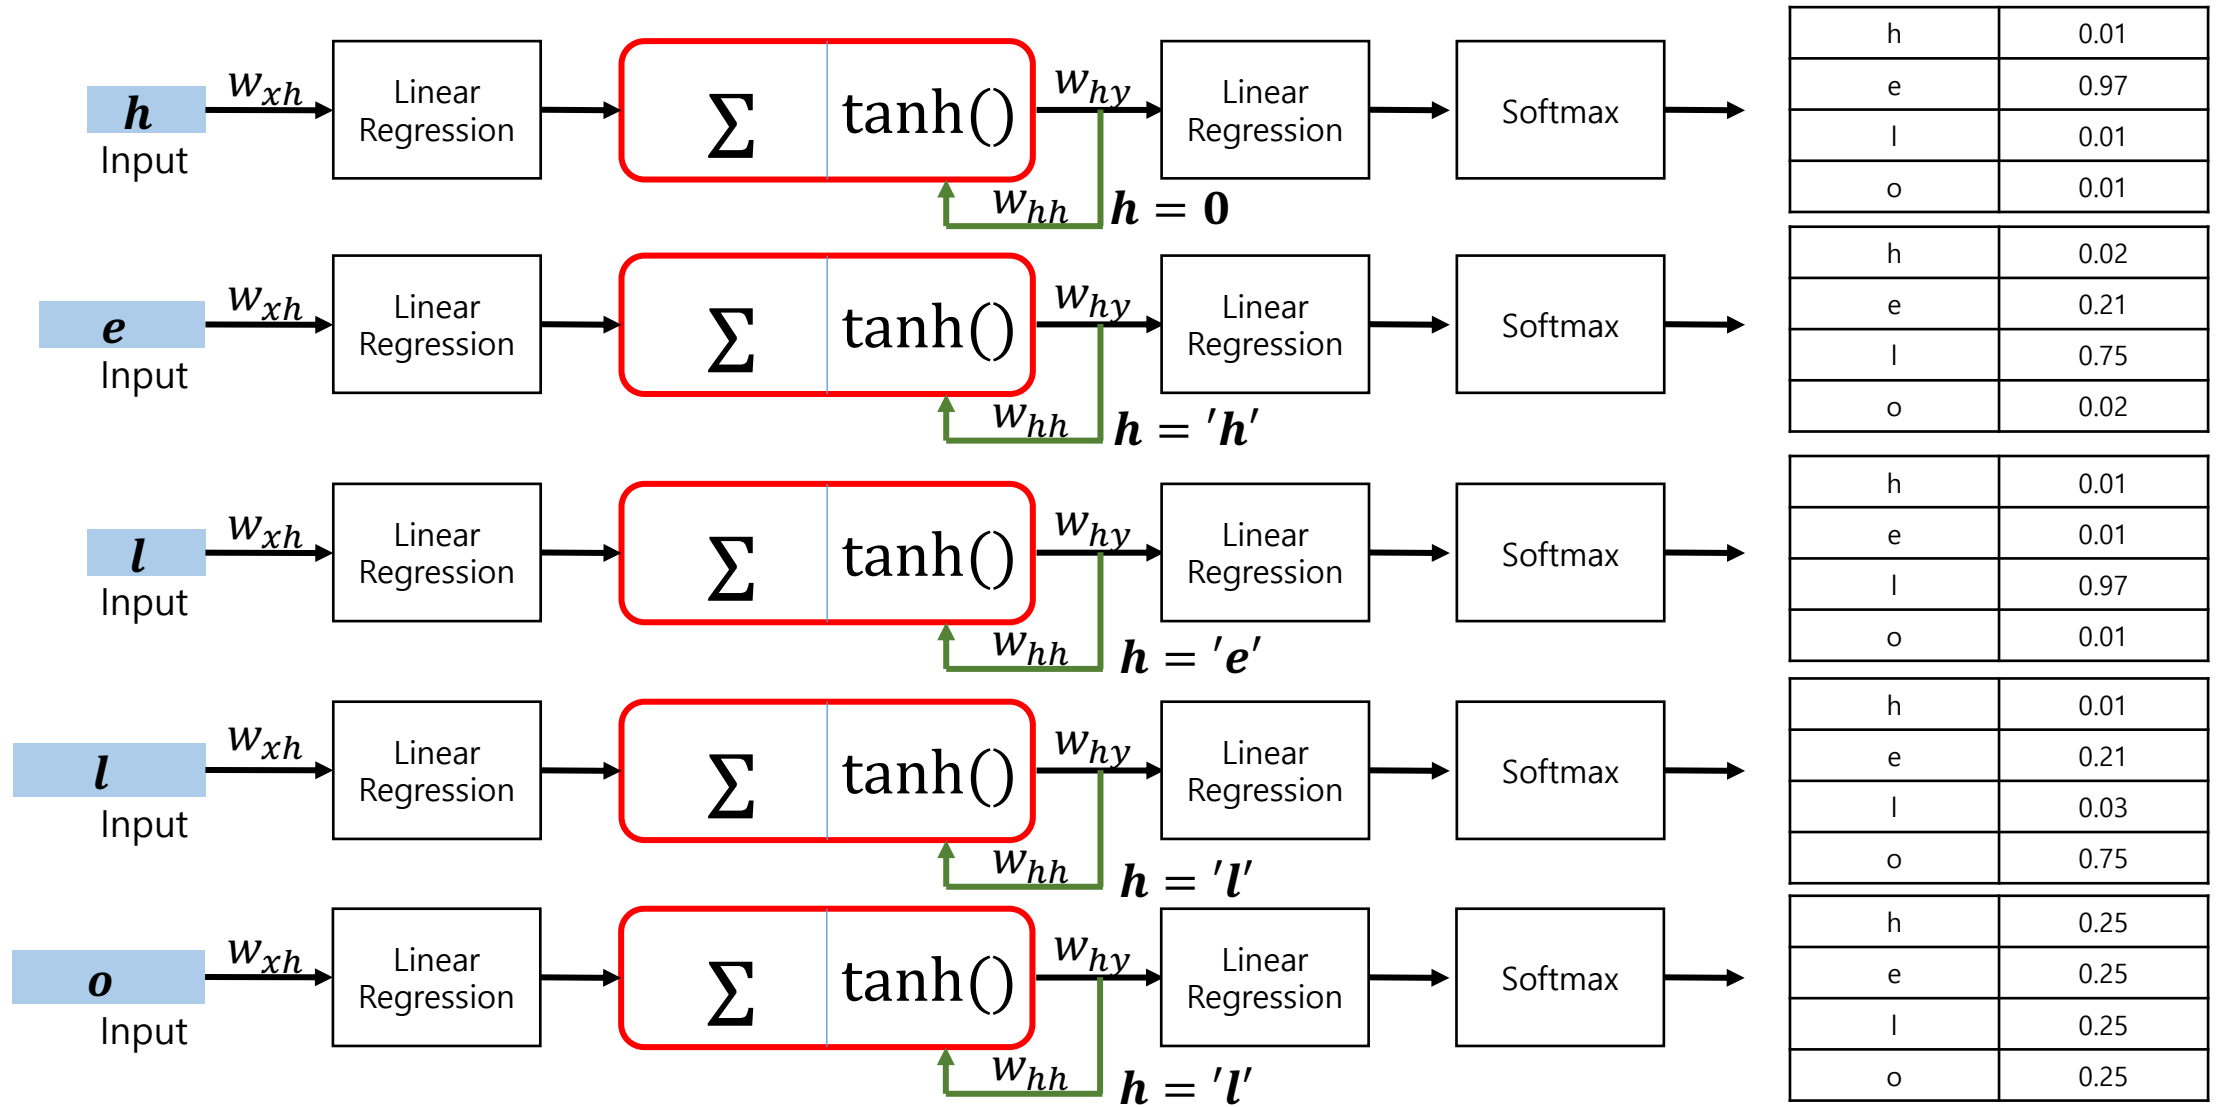 h
Input
w_xh
Linear
Regression
∑
tanh()
w_hy
w_hh
h = 0
Linear
Regression
Softmax
h 0.01
e 0.97
l 0.01
o 0.01
e
Input
w_xh
Linear
Regression
∑
tanh()
w_hy
w_hh
h = 'h'
Linear
Regression
Softmax
h 0.02
e 0.21
l 0.75
o 0.02
l
Input
w_xh
Linear
Regression
∑
tanh()
w_hy
w_hh
h = 'e'
Linear
Regression
Softmax
h 0.01
e 0.01
l 0.97
o 0.01
l
Input
w_xh
Linear
Regression
∑
tanh()
w_hy
w_hh
h = 'l'
Linear
Regression
Softmax
h 0.01
e 0.21
l 0.03
o 0.75
o
Input
w_xh
Linear
Regression
∑
tanh()
w_hy
w_hh
h = 'l'
Linear
Regression
Softmax
h 0.25
e 0.25
l 0.25
o 0.25